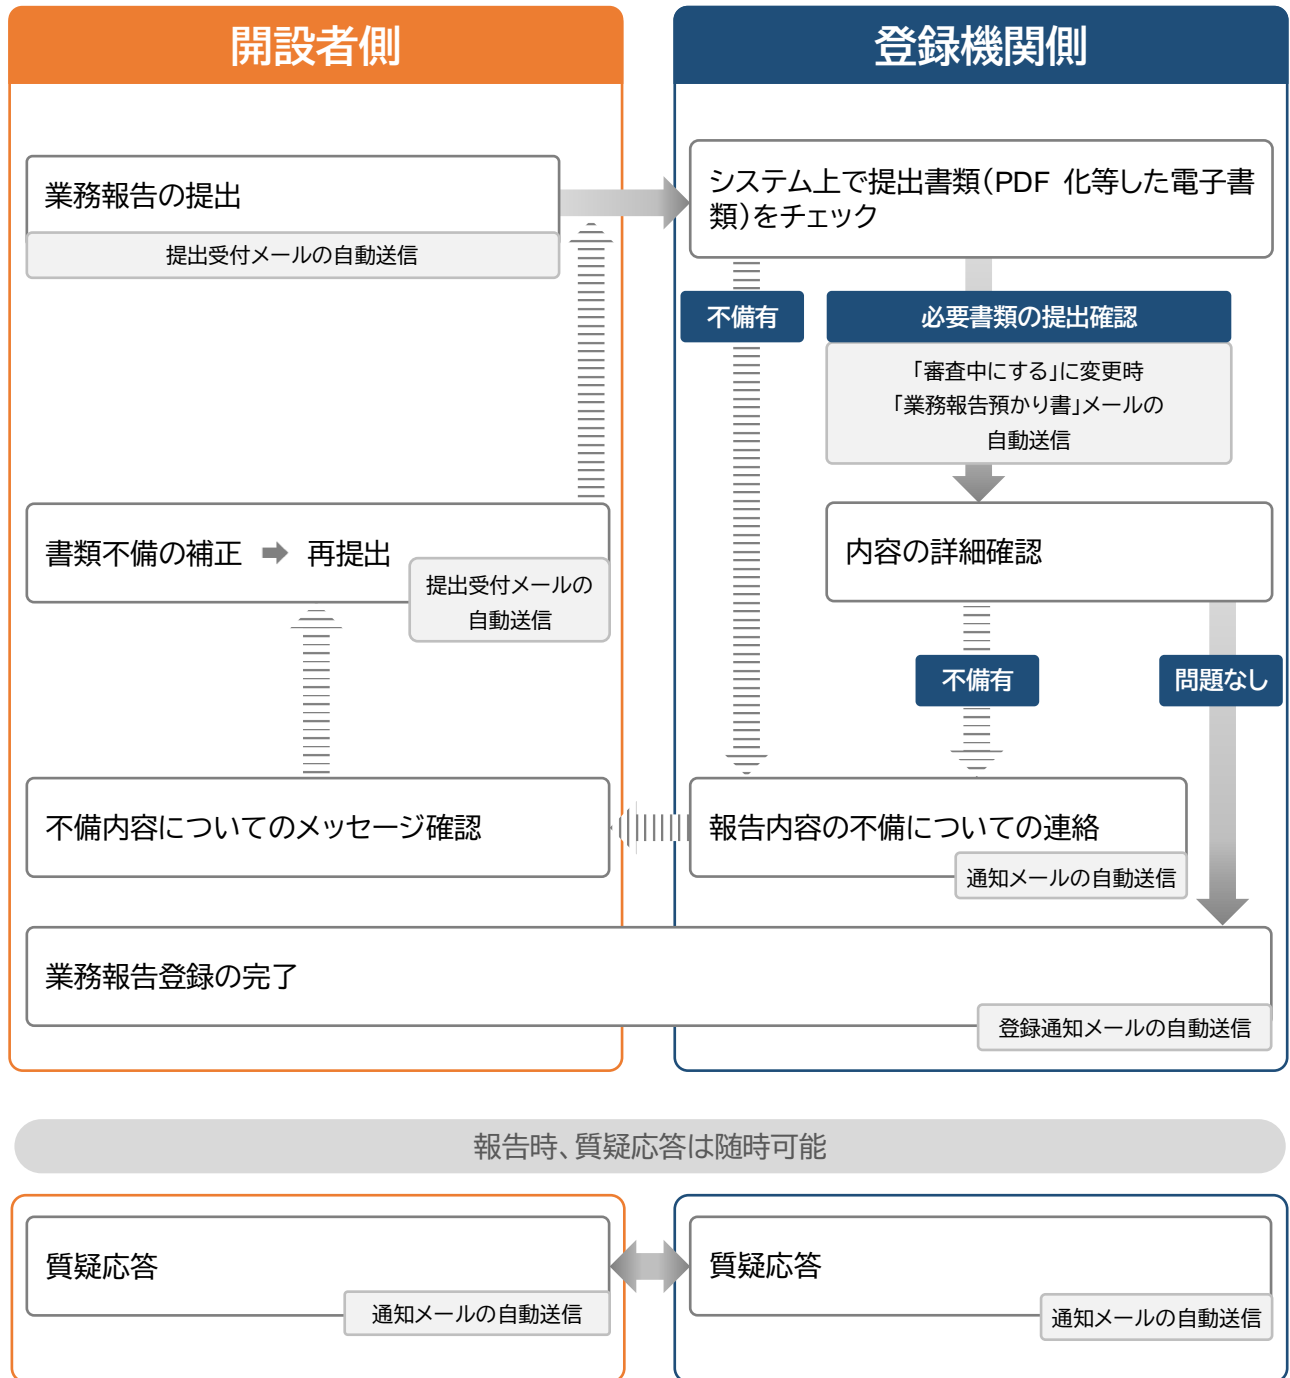 開設者側
登録機関側
業務報告の提出
提出受付メールの自動送信
システム上で提出書類(PDF 化等した電子書
類)をチェック
不備有
必要書類の提出確認
「審査中にする」に変更時
「業務報告預かり書」メールの
自動送信
書類不備の補正 ➡ 再提出
提出受付メールの
自動送信
内容の詳細確認
不備有
問題なし
不備内容についてのメッセージ確認
報告内容の不備についての連絡
通知メールの自動送信
業務報告登録の完了
登録通知メールの自動送信
報告時、質疑応答は随時可能
質疑応答
通知メールの自動送信
質疑応答
通知メールの自動送信